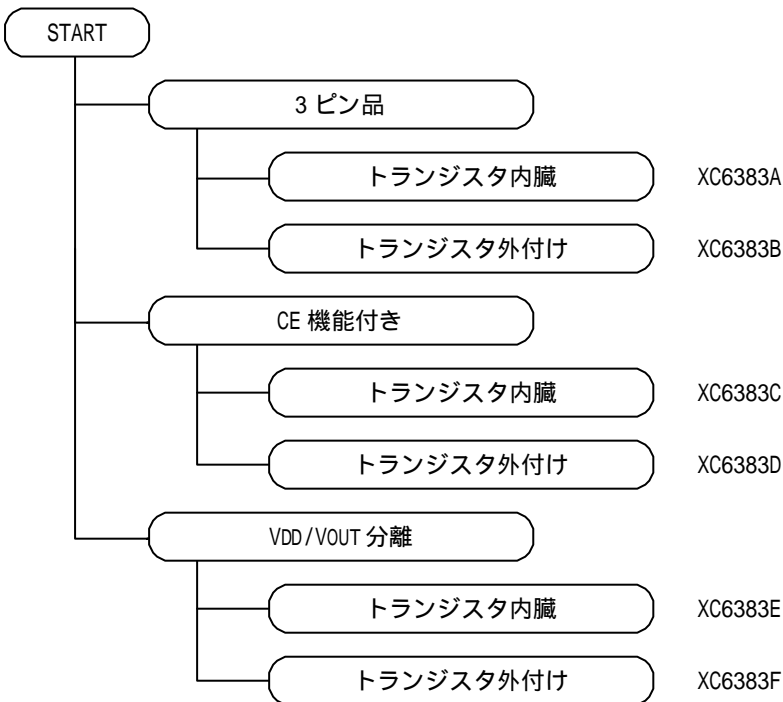 START
3 ピン品
トランジスタ内臓 XC6383A
トランジスタ外付け XC6383B
CE 機能付き
トランジスタ内臓 XC6383C
トランジスタ外付け XC6383D
VDD/VOUT 分離
トランジスタ内臓 XC6383E
トランジスタ外付け XC6383F